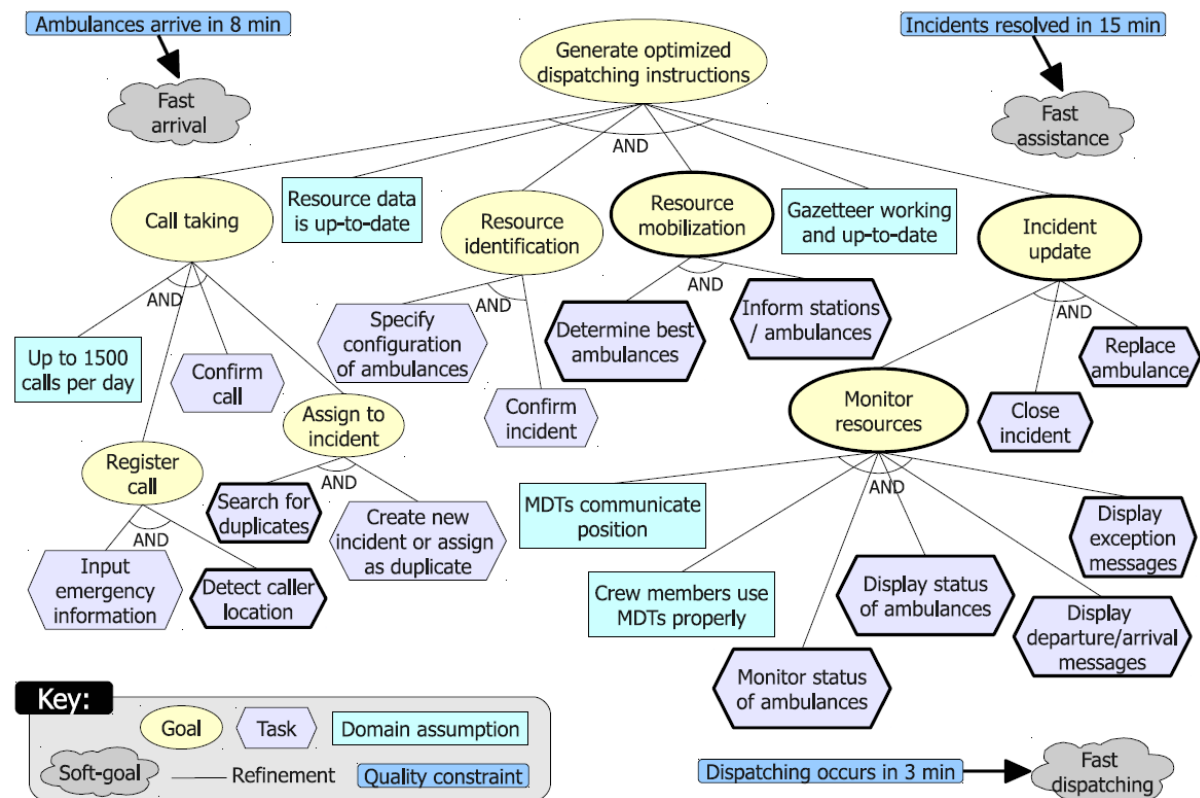 Ambulances arrive in 8 min
Fast
arrival
Generate optimized
dispatching instructions
Incidents resolved in 15 min
Fast
assistance
AND
Call taking
Resource data
is up-to-date
Resource
identification
Resource
mobilization
Gazetteer working
and up-to-date
Incident
update
AND
AND
AND
AND
Up to 1500
calls per day
Confirm
call
Specify
configuration
of ambulances
Determine best
ambulances
Inform stations
/ ambulances
Replace
ambulance
Assign to
incident
Confirm
incident
Monitor
resources
Close
incident
Register
call
AND
AND
AND
Search for
duplicates
Create new
incident or assign
as duplicate
MDTs communicate
position
Display
exception
messages
Input
emergency
information
Detect caller
location
Crew members use
MDTs properly
Display status
of ambulances
Display
departure/arrival
messages
Monitor status
of ambulances
Key:
Goal
Task
Domain assumption
Soft-goal
Refinement
Quality constraint
Dispatching occurs in 3 min
Fast
dispatching